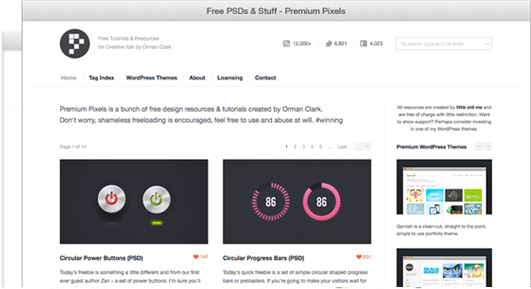 Free PSDs & Stuff - Premium Pixels
Free Tutorials & Resources
for Creative folk by Orman Clark
12,000+
8,821
4,023
To search type and hit enter
Home
Tag Index
WordPress Themes
About
Licensing
Contact
Premium Pixels is a bunch of free design resources & tutorials created by Orman Clark.
Don't worry, shameless freeloading is encouraged, feel free to use and abuse at will. #winning
All resources are created by little old me and
are free of charge with little restriction. Want
to show support? Perhaps consider investing
in one of my WordPress themes.
Page 1 of 14
1 2 3 4 5 ... Last
Premium WordPress Themes
86
86
Circular Power Buttons (PSD)
147
Circular Progress Bars (PSD)
231
Garnish is a clean-cut, straight to the point,
simple to use portfolio theme.
Today's freebie is something a little different and from our first
ever guest author Zan – a set of power buttons. I'm sure you'll
Today's quick freebie is a set of simple circular shaped progress
bars or preloaders. If you're going to make your visitors wait for